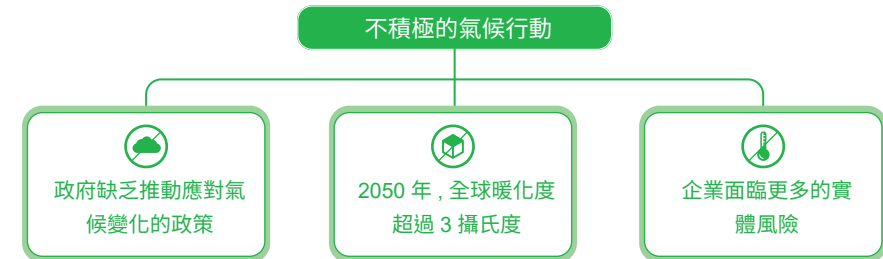 不積極的氣候行動
政府缺乏推動應對氣
候變化的政策
2050 年 , 全球暖化度
超過 3 攝氏度
企業面臨更多的實
體風險